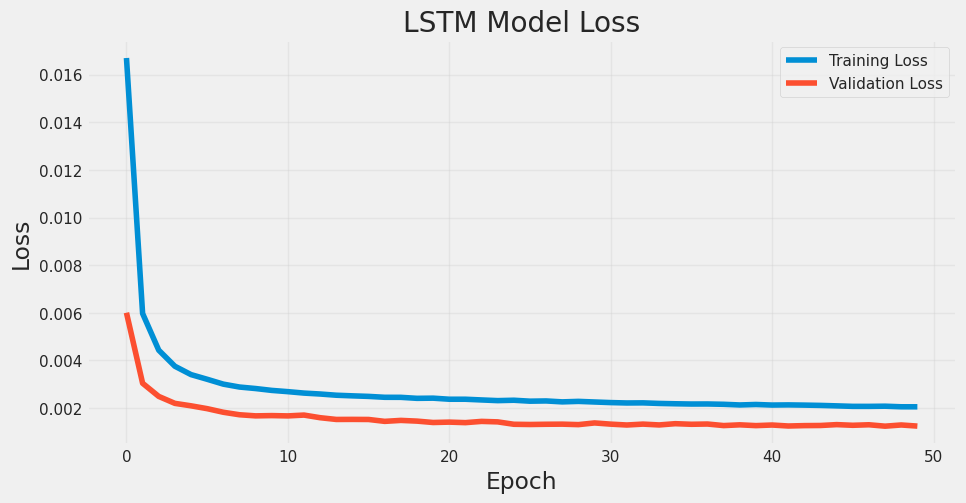 LSTM Model Loss
Training Loss
Validation Loss
0.016
0.014
0.012
0.010
0.008
0.006
0.004
0.002
Loss
0 10 20 30 40 50
Epoch